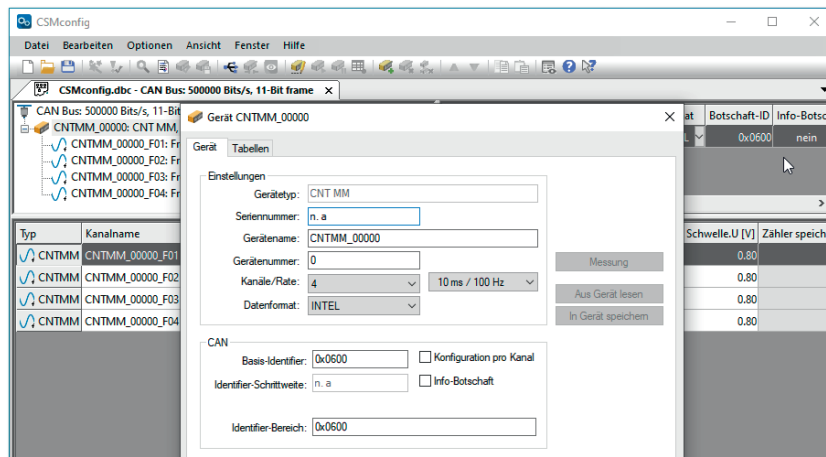 CSMconfig
Datei Bearbeiten Optionen Ansicht Fenster Hilfe
CSMconfig.dbc - CAN Bus: 500000 Bits/s, 11-Bit frame
CAN Bus: 500000 Bits/s, 11-Bit
CNTMM_00000: CNT MM,
CNTMM_00000_F01: Fr
CNTMM_00000_F02: Fr
CNTMM_00000_F03: Fr
CNTMM_00000_F04: Fr
at Botschaft-ID Info-Botsc
L 0x0600 nein
Typ Kanalname Schwelle.U [V] Zähler speich
CNTMM CNTMM_00000_F01 0.80
CNTMM CNTMM_00000_F02 0.80
CNTMM CNTMM_00000_F03 0.80
CNTMM CNTMM_00000_F04 0.80
Gerät CNTMM_00000
Gerät Tabellen
Einstellungen
Gerätetyp: CNT MM
Seriennummer: n. a
Gerätename: CNTMM_00000
Gerätenummer: 0
Kanäle/Rate: 4 10 ms / 100 Hz
Datenformat: INTEL
Messung
Aus Gerät lesen
In Gerät speichern
CAN
Basis-Identifier: 0x0600 Konfiguration pro Kanal
Identifier-Schrittweite: n. a Info-Botschaft
Identifier-Bereich: 0x0600